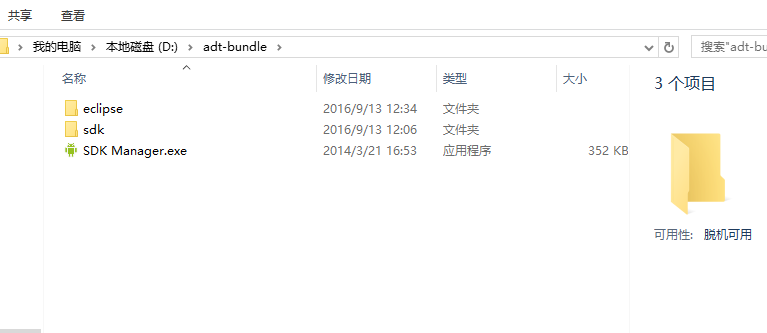 共享 查看
我的电脑 本地磁盘 (D:) adt-bundle 搜索"adt-bu
名称 修改日期 类型 大小
eclipse 2016/9/13 12:34 文件夹
sdk 2016/9/13 12:06 文件夹
SDK Manager.exe 2014/3/21 16:53 应用程序 352 KB
3 个项目
可用性: 脱机可用